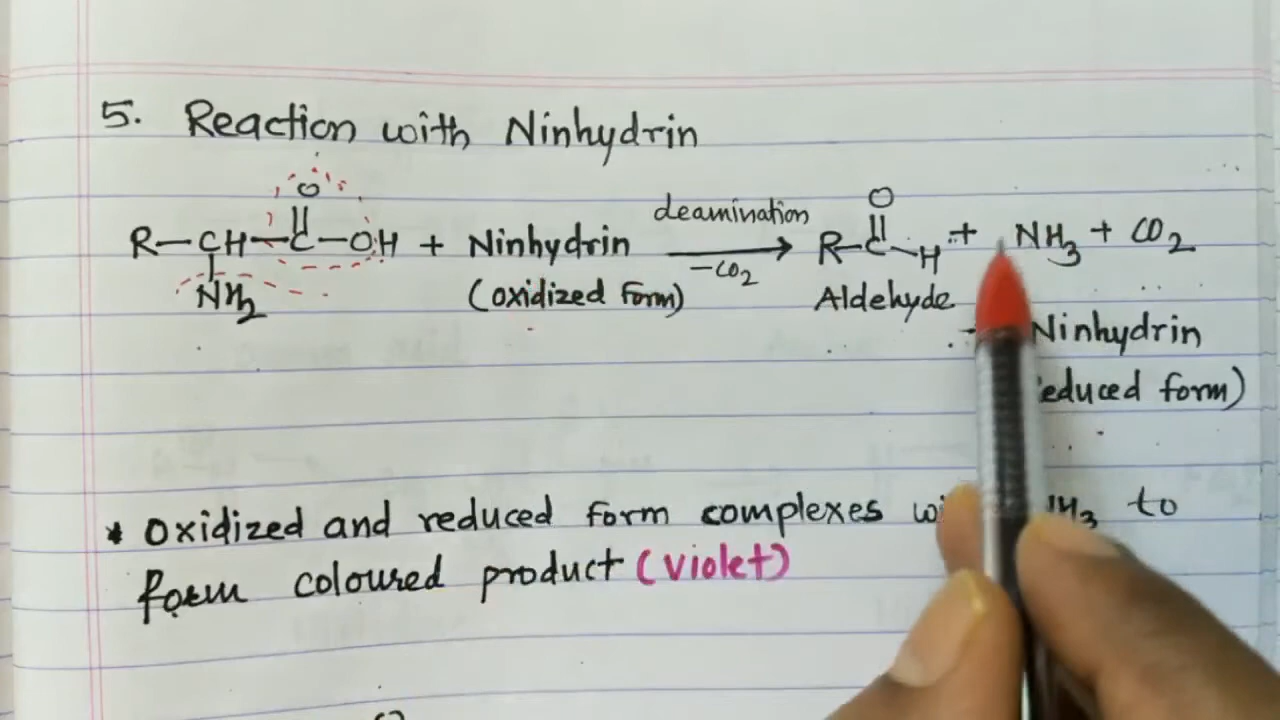 5. Reaction with Ninhydrin
O O
R—CH—C—OH + Ninhydrin deamination R—C—H + NH3 + CO2
NH2 (oxidized form) —CO2 Aldehyde
Ninhydrin
educed form)
* Oxidized and reduced form complexes to
form coloured product (violet)